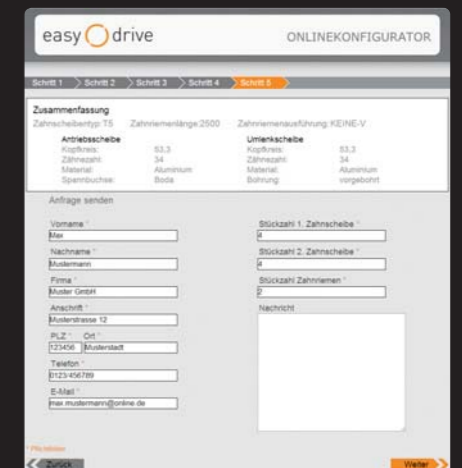 easy drive
ONLINEKONFIGURATOR
Schritt 1 Schritt 2 Schritt 3 Schritt 4 Schritt 5
Zusammenfassung
Zahnscheibentyp: T5 Zahnriemenlänge: 2500 Zahnriemenausführung: KEINE-V
Antriebsscheibe Umlenkscheibe
Kopfkreis: 53,3 Kopfkreis: 53,3
Zähnezahl: 34 Zähnezahl: 34
Material: Aluminium Material: Aluminium
Spannbuchse: Boda Bohrung: vorgebohrt
Anfrage senden
Vorname *
Max
Nachname *
Mustermann
Firma *
Muster GmbH
Anschrift *
Musterstrasse 12
PLZ * Ort *
123456 Musterstadt
Telefon *
0123/456789
E-Mail *
max.mustermann@online.de
Stückzahl 1. Zahnscheibe *
4
Stückzahl 2. Zahnscheibe *
4
Stückzahl Zahnriemen *
2
Nachricht
* Pflichtfelder
Zurück Weiter